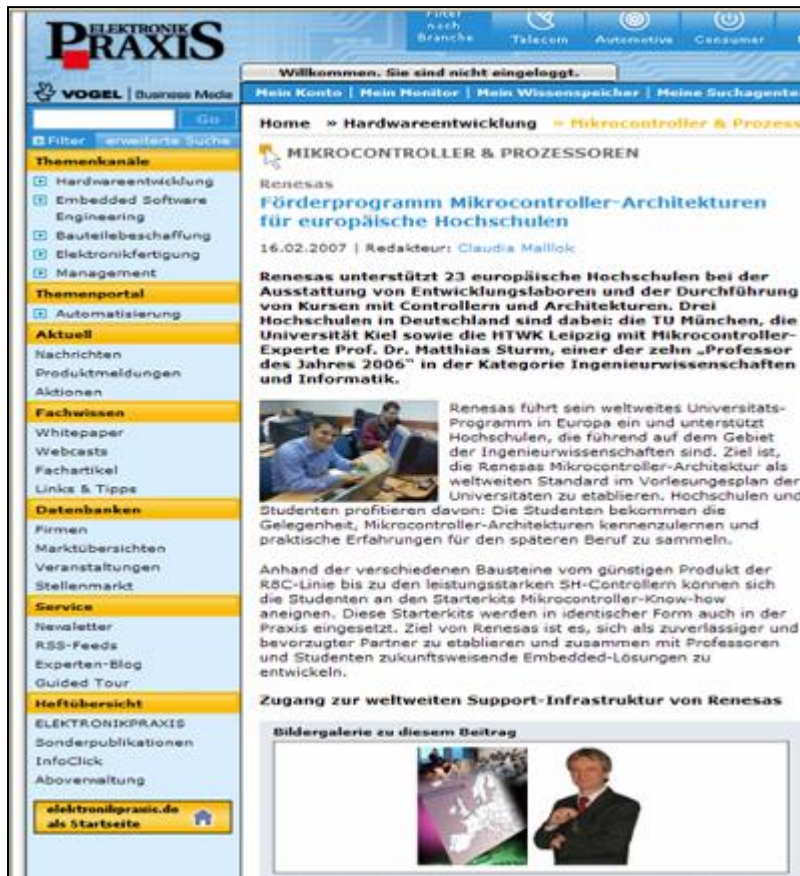 ELEKTRONIK
PRAXIS
VOGEL | Business Media
Filter
nach
Branche
Telecom
Automotive
Consumer
Willkommen. Sie sind nicht eingeloggt.
Mein Konto | Mein Monitor | Mein Wissenspeicher | Meine Suchagenten
Go
Filter erweiterte Suche
Themenkanäle
Hardwareentwicklung
Embedded Software
Engineering
Bauteilebeschaffung
Elektronikfertigung
Management
Themenportal
Automatisierung
Aktuell
Nachrichten
Produktmeldungen
Aktionen
Fachwissen
Whitepaper
Webcasts
Fachartikel
Links & Tipps
Datenbanken
Firmen
Marktübersichten
Veranstaltungen
Stellenmarkt
Service
Newsletter
RSS-Feeds
Experten-Blog
Guided Tour
Heftübersicht
ELEKTRONIKPRAXIS
Sonderpublikationen
InfoClick
Aboverwaltung
elektronikpraxis.de
als Startseite
Home » Hardwareentwicklung » Mikrocontroller & Prozess
MIKROCONTROLLER & PROZESSOREN
Renesas
Förderprogramm Mikrocontroller-Architekturen
für europäische Hochschulen
16.02.2007 | Redakteur: Claudia Mallok
Renesas unterstützt 23 europäische Hochschulen bei der
Ausstattung von Entwicklungslaboren und der Durchführung
von Kursen mit Controllern und Architekturen. Drei
Hochschulen in Deutschland sind dabei: die TU München, die
Universität Kiel sowie die HTWK Leipzig mit Mikrocontroller-
Experte Prof. Dr. Matthias Sturm, einer der zehn „Professor
des Jahres 2006“ in der Kategorie Ingenieurwissenschaften
und Informatik.
Renesas führt sein weltweites Universitäts-
Programm in Europa ein und unterstützt
Hochschulen, die führend auf dem Gebiet
der Ingenieurwissenschaften sind. Ziel ist,
die Renesas Mikrocontroller-Architektur als
weltweiten Standard im Vorlesungesplan der
Universitäten zu etablieren. Hochschulen und
Studenten profitieren davon: Die Studenten bekommen die
Gelegenheit, Mikrocontroller-Architekturen kennenzulernen und
praktische Erfahrungen für den späteren Beruf zu sammeln.
Anhand der verschiedenen Bausteine vom günstigen Produkt der
R8C-Linie bis zu den leistungsstarken SH-Controllern können sich
die Studenten an den Starterkits Mikrocontroller-Know-how
aneignen. Diese Starterkits werden in identischer Form auch in der
Praxis eingesetzt. Ziel von Renesas ist es, sich als zuverlässiger und
bevorzugter Partner zu etablieren und zusammen mit Professoren
und Studenten zukunftsweisende Embedded-Lösungen zu
entwickeln.
Zugang zur weltweiten Support-Infrastruktur von Renesas
Bildergalerie zu diesem Beitrag